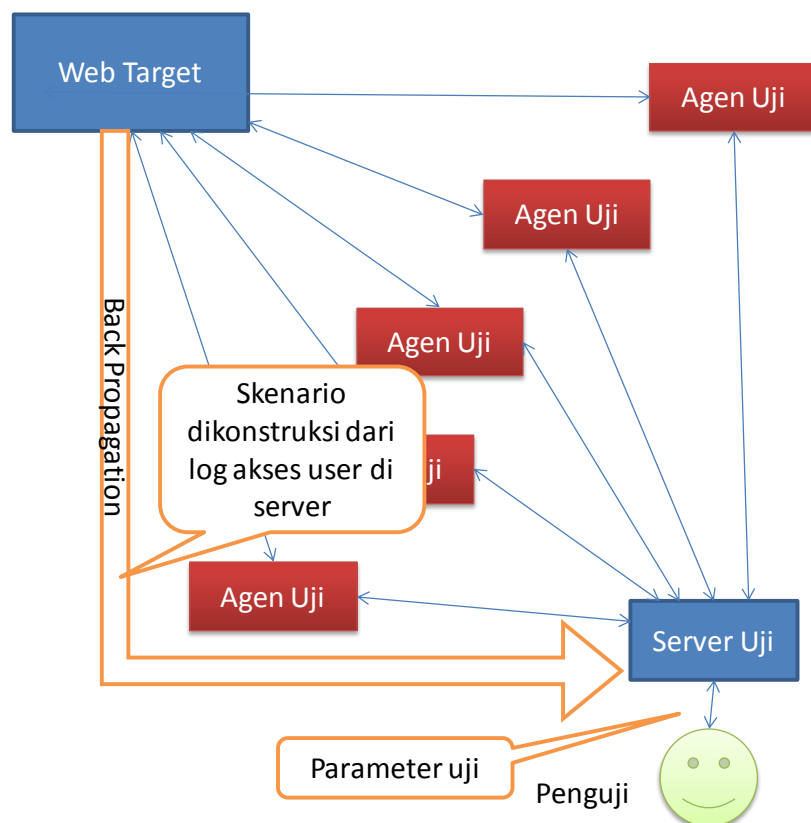 Web Target
Agen Uji
Agen Uji
Agen Uji
Back Propagation
Skenario
dikonstruksi dari
log akses user di
server
ji
Agen Uji
Server Uji
Parameter uji
Penguji